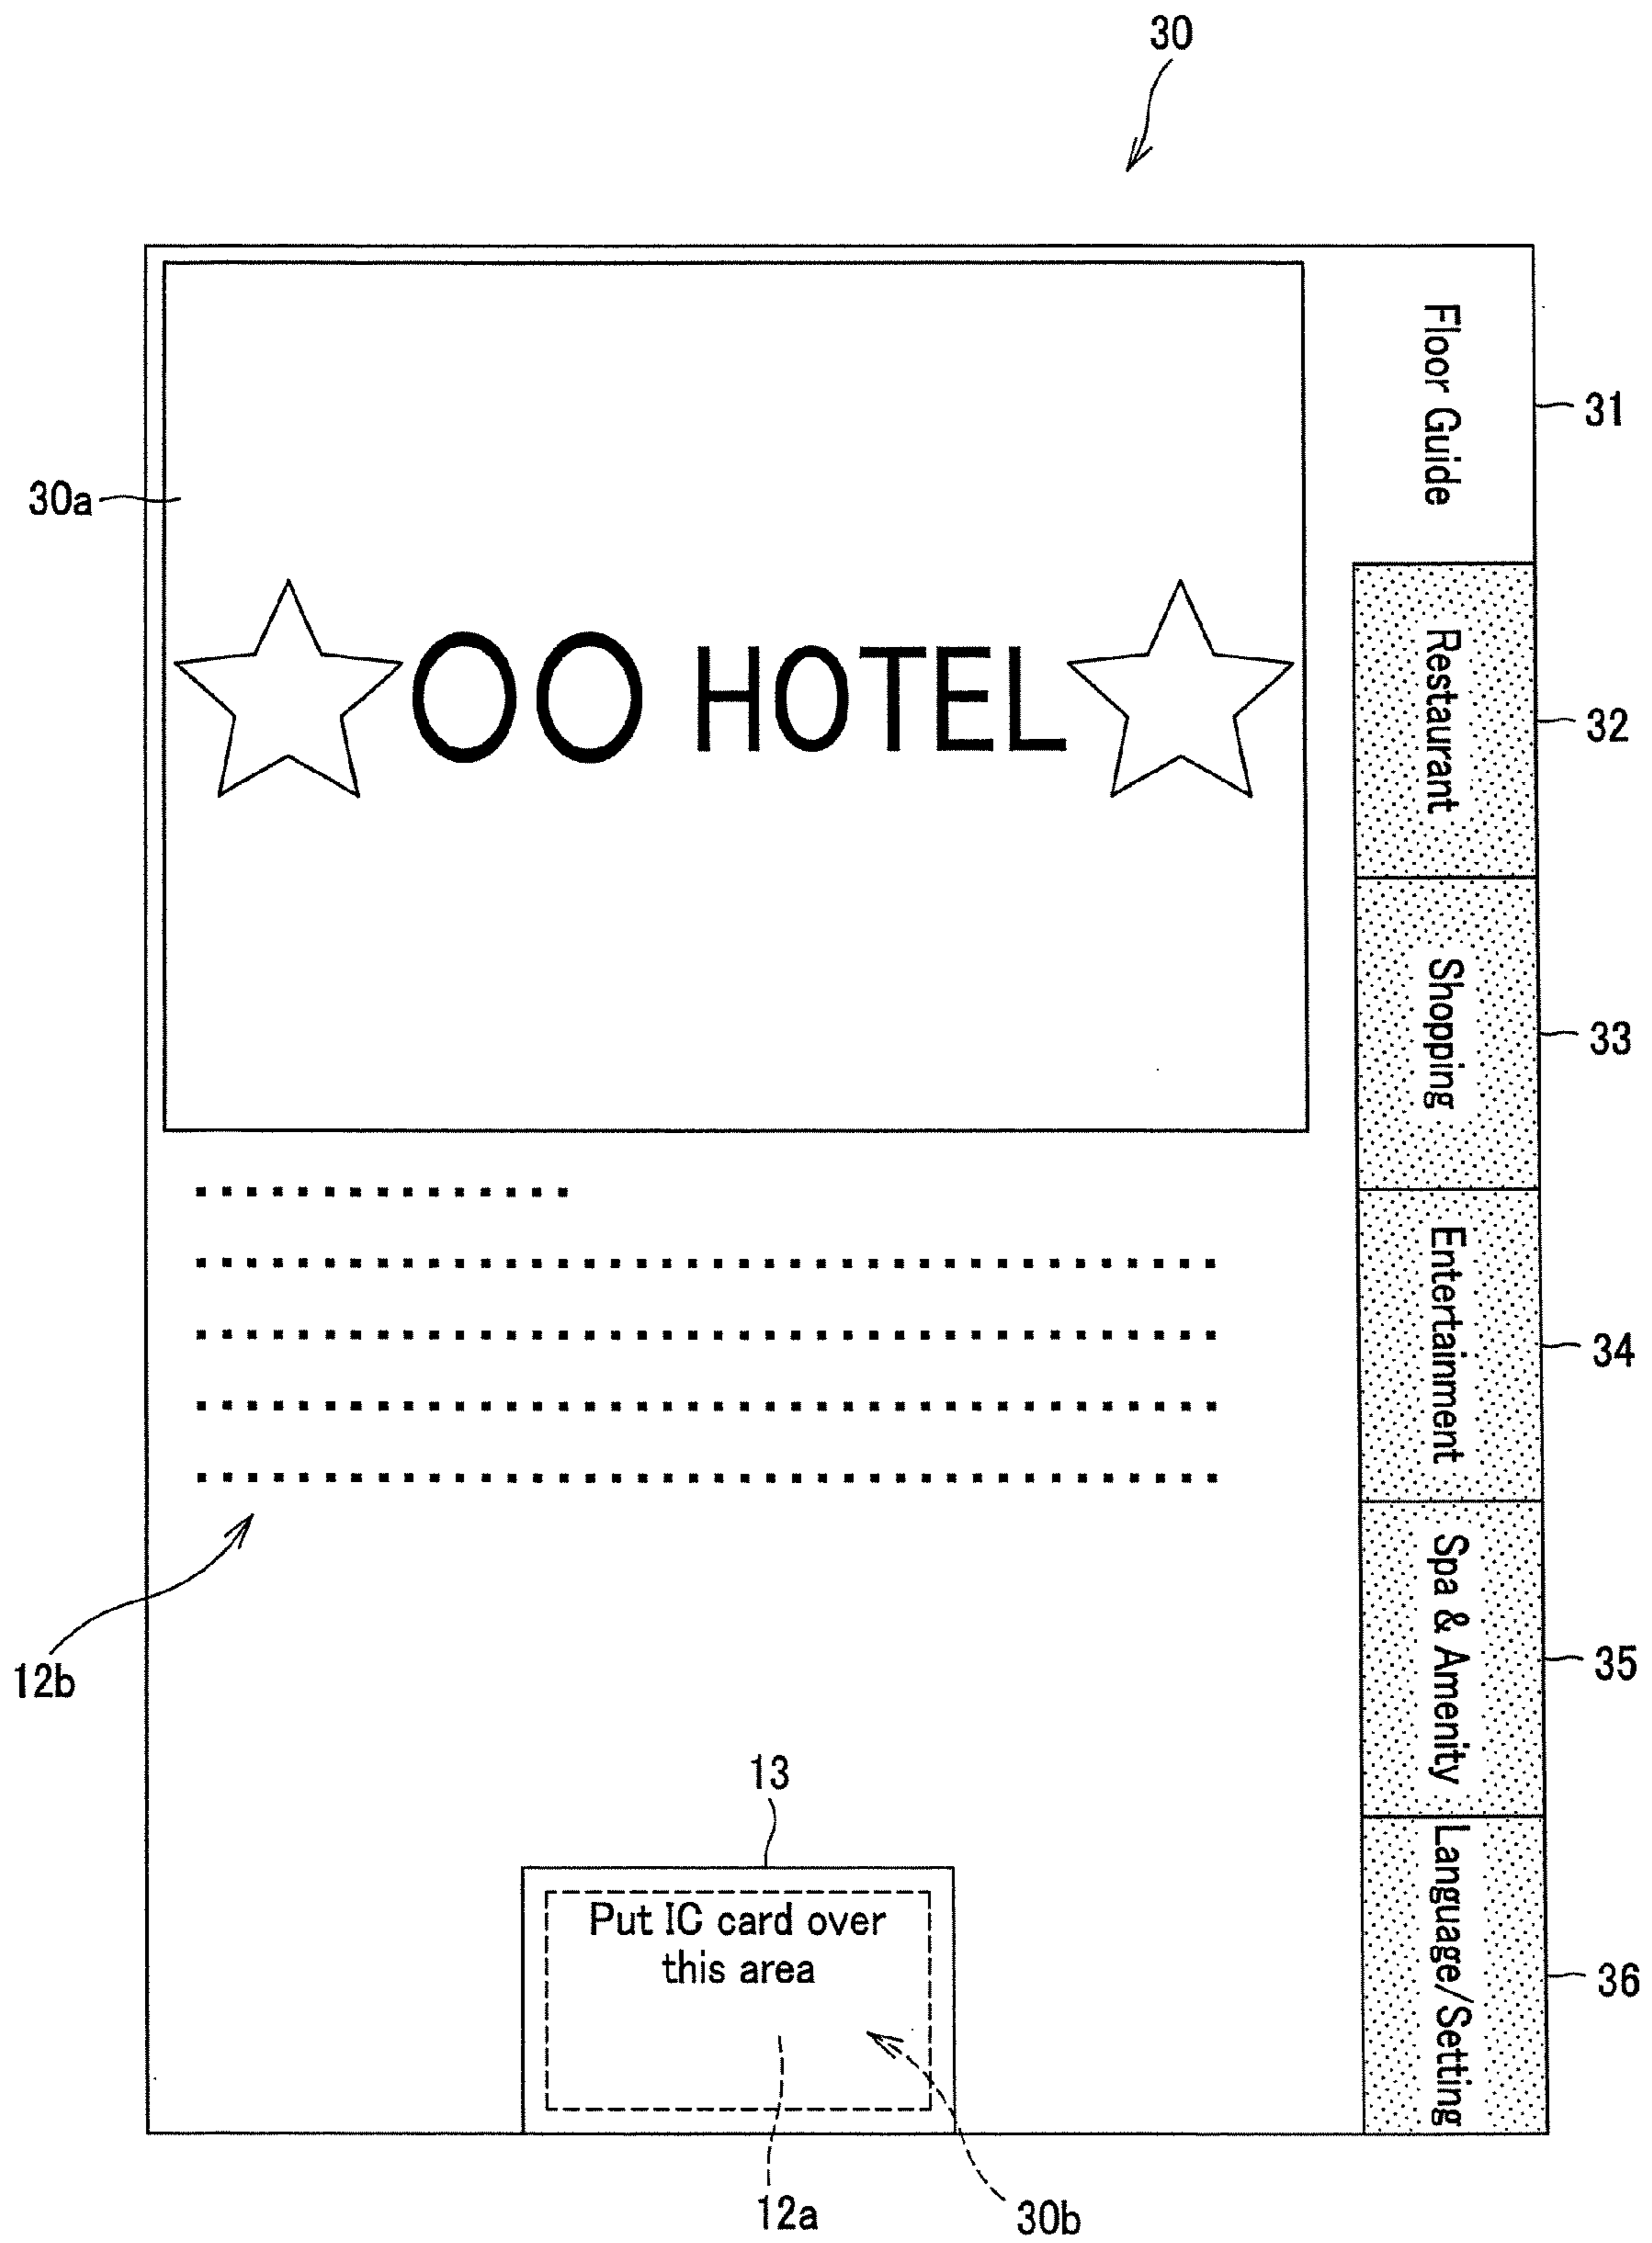 30
Floor Guide
31
30a
○○ HOTEL
Restaurant
32
Shopping
33
Entertainment
34
Spa & Amenity
35
12b
13
Put IC card over
this area
Language/Setting
36
12a
30b